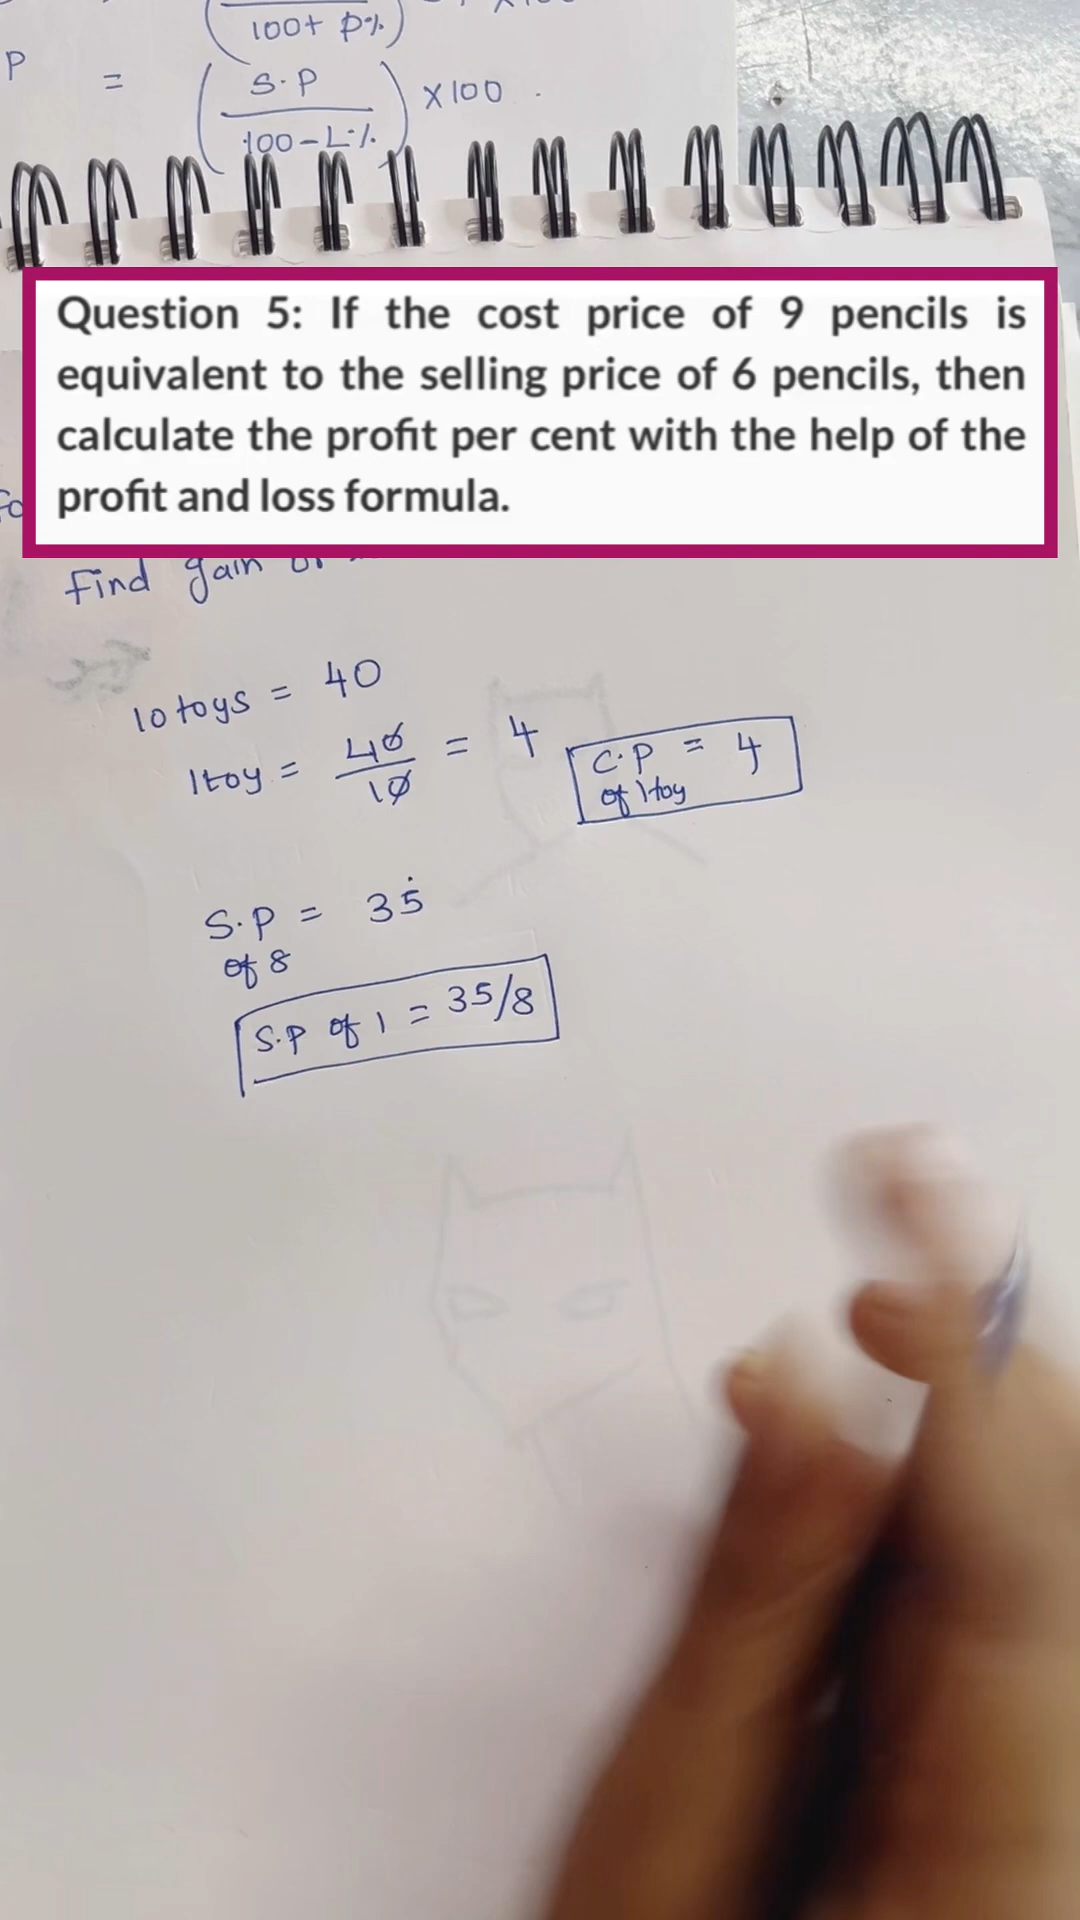 100+ P%
P = S.P ×100
100-L%
Question 5: If the cost price of 9 pencils is
equivalent to the selling price of 6 pencils, then
calculate the profit per cent with the help of the
profit and loss formula.
Find gain
10 toys = 40
1 toy = 40/10 = 4
C.P = 4
of 1 toy
S.P = 35
of 8
S.P of 1 = 35/8